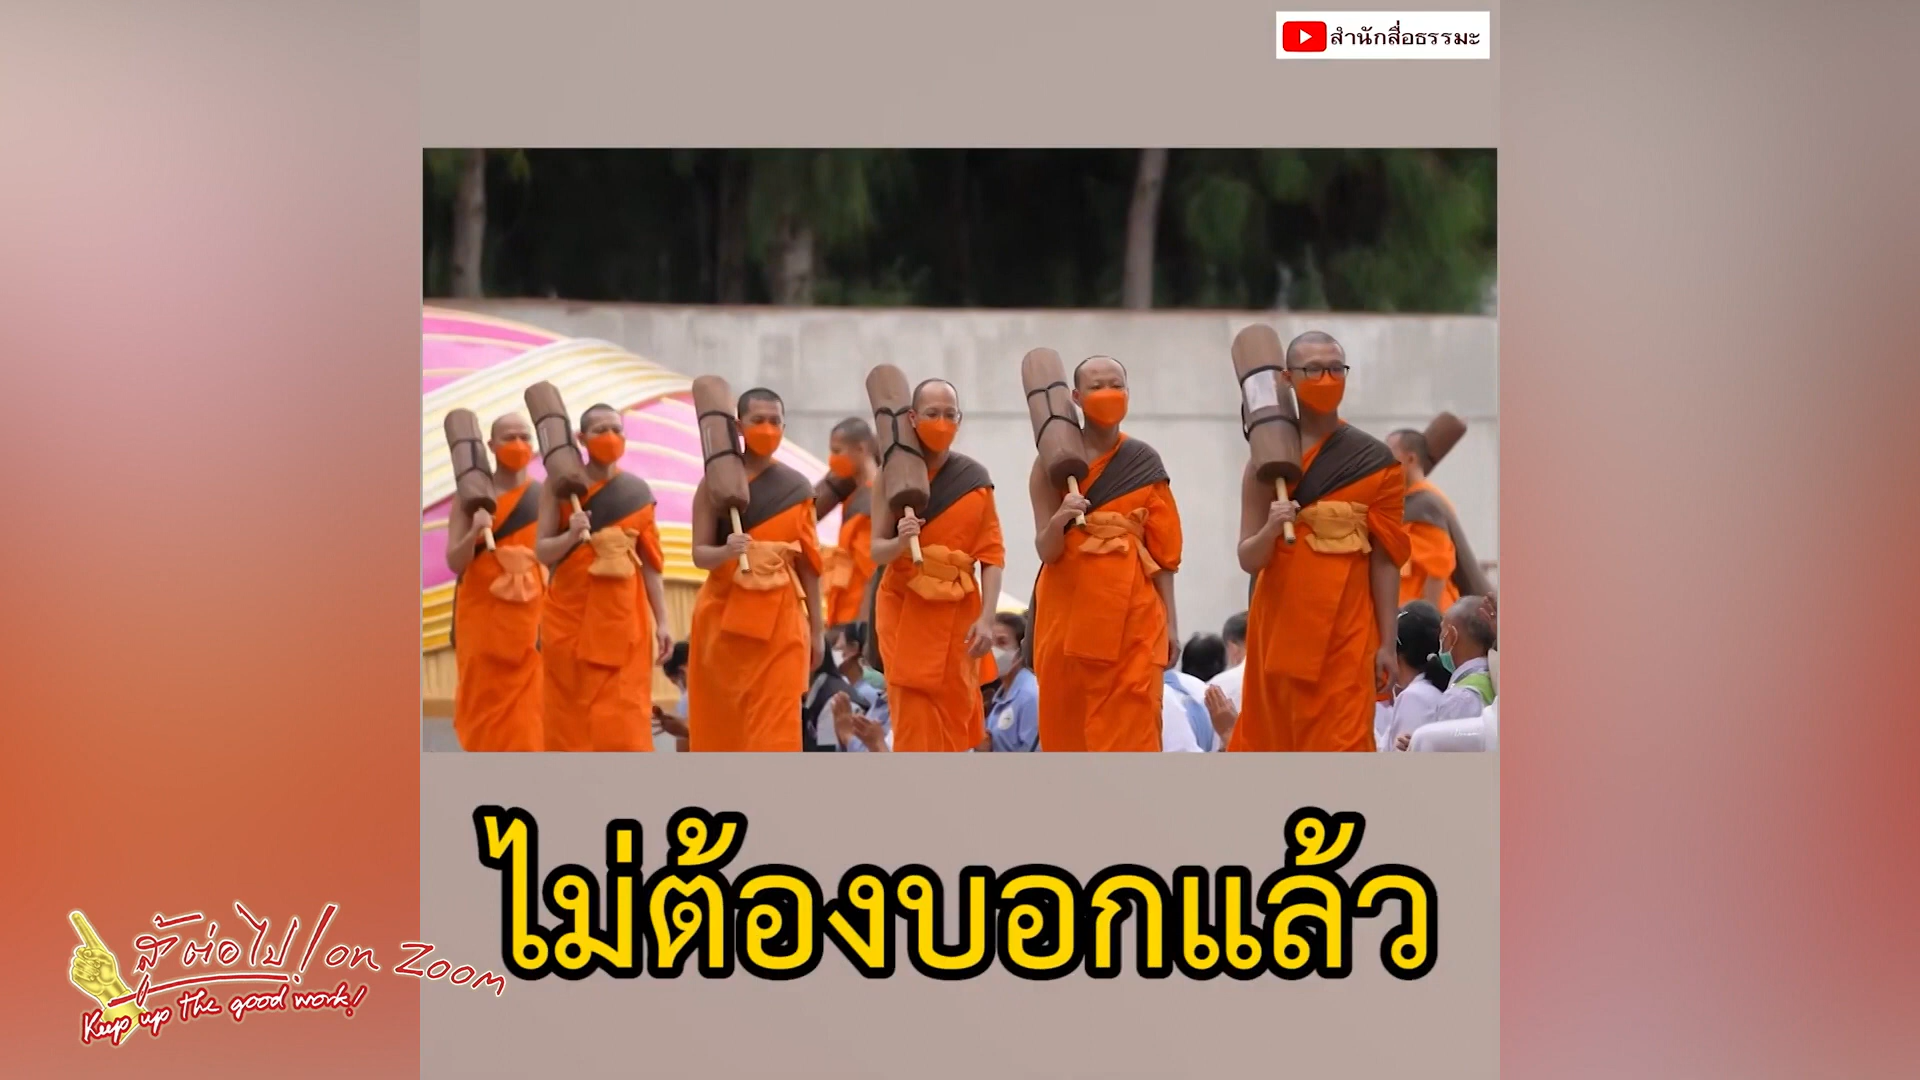 สำนักสื่อธรรมะ
ไม่ต้องบอกแล้ว
สู้ต่อไป! on Zoom
Keep up the good work!